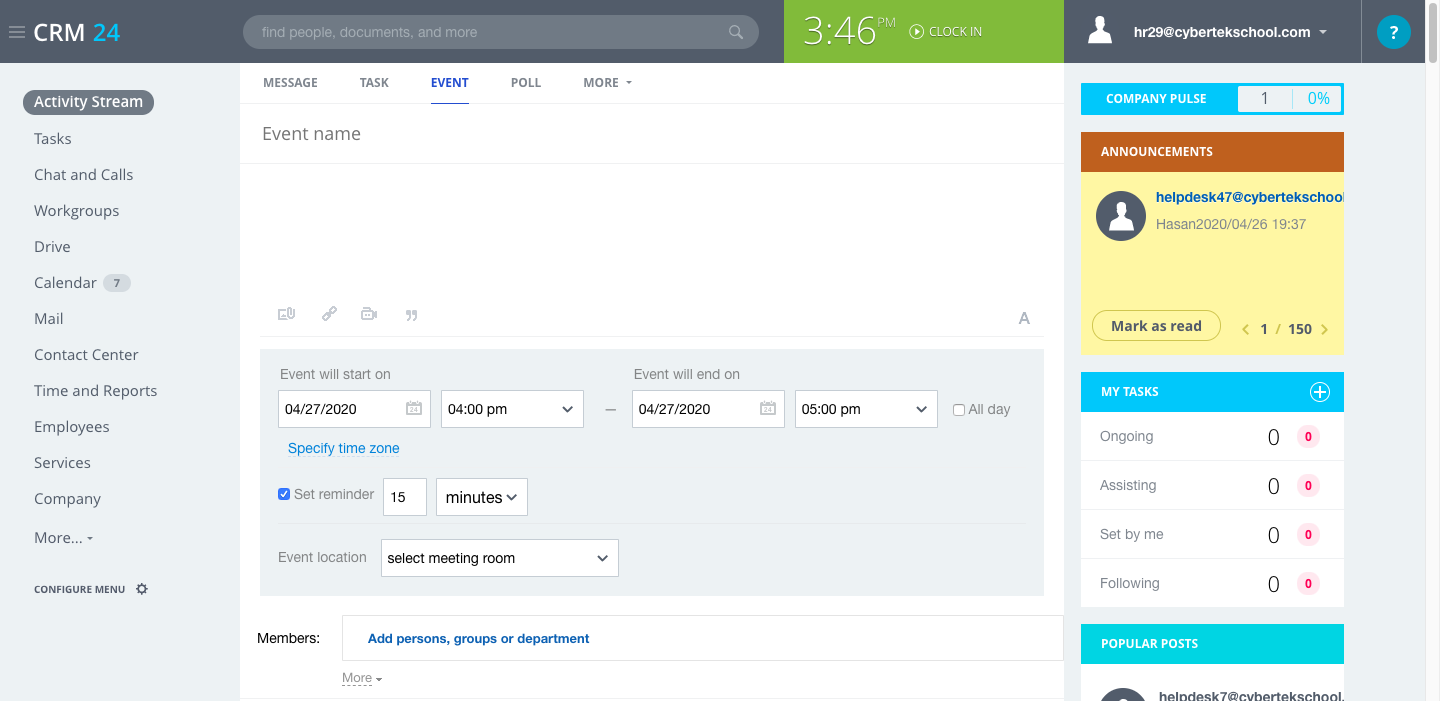 CRM 24
find people, documents, and more
3:46 PM
CLOCK IN
hr29@cybertekschool.com
?
Activity Stream
Tasks
Chat and Calls
Workgroups
Drive
Calendar 7
Mail
Contact Center
Time and Reports
Employees
Services
Company
More...
CONFIGURE MENU
MESSAGE TASK EVENT POLL MORE
Event name
A
Event will start on
Event will end on
04/27/2020 24 04:00 pm — 04/27/2020 24 05:00 pm All day
Specify time zone
Set reminder 15 minutes
Event location select meeting room
Members: Add persons, groups or department
More
COMPANY PULSE 1 0%
ANNOUNCEMENTS
helpdesk47@cybertekschool
Hasan2020/04/26 19:37
Mark as read 1 / 150
MY TASKS
Ongoing 0 0
Assisting 0 0
Set by me 0 0
Following 0 0
POPULAR POSTS
helpdesk7@cybertekschool.